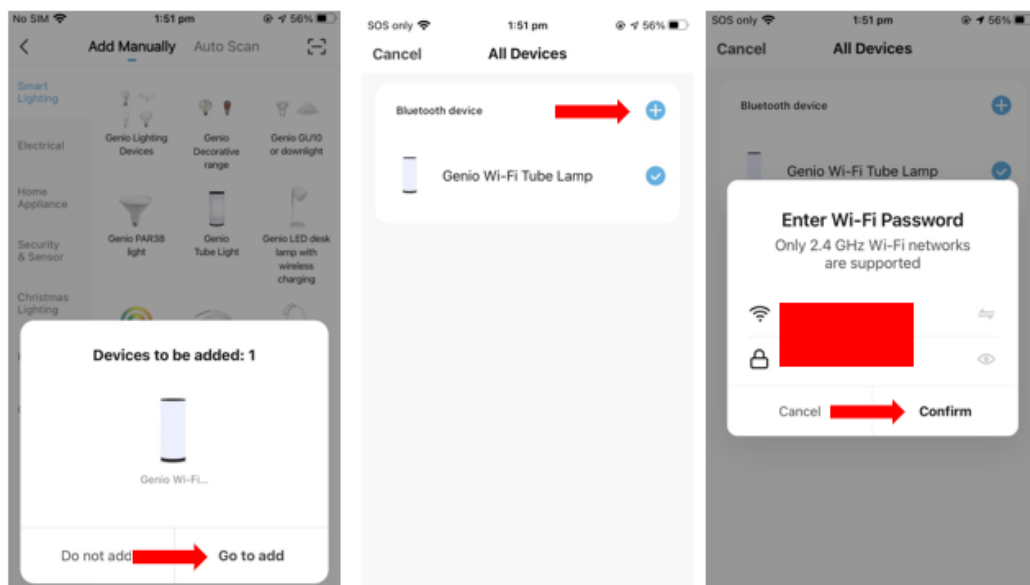 No SIM 1:51 pm 56%
Add Manually Auto Scan
Smart
Lighting
Electrical
Home
Appliance
Security
& Sensor
Christmas
Lighting
Genio Lighting
Devices
Genio
Decorative
range
Genio GU10
or downlight
Genio PAR38
light
Genio
Tube Light
Genio LED desk
lamp with
wireless
charging
Devices to be added: 1
Genio Wi-Fi...
Do not add Go to add
SOS only 1:51 pm 56%
Cancel All Devices
Bluetooth device
Genio Wi-Fi Tube Lamp
SOS only 1:51 pm 56%
Cancel All Devices
Bluetooth device
Genio Wi-Fi Tube Lamp
Enter Wi-Fi Password
Only 2.4 GHz Wi-Fi networks
are supported
Cancel Confirm